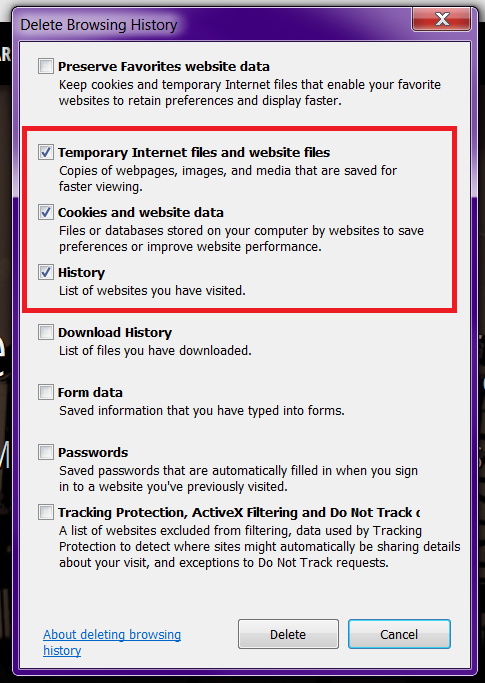 Delete Browsing History
Preserve Favorites website data
Keep cookies and temporary Internet files that enable your favorite
websites to retain preferences and display faster.
Temporary Internet files and website files
Copies of webpages, images, and media that are saved for
faster viewing.
Cookies and website data
Files or databases stored on your computer by websites to save
preferences or improve website performance.
History
List of websites you have visited.
Download History
List of files you have downloaded.
Form data
Saved information that you have typed into forms.
Passwords
Saved passwords that are automatically filled in when you sign
in to a website you've previously visited.
Tracking Protection, ActiveX Filtering and Do Not Track
A list of websites excluded from filtering, data used by Tracking
Protection to detect where sites might automatically be sharing details
about your visit, and exceptions to Do Not Track requests.
About deleting browsing
history
Delete
Cancel